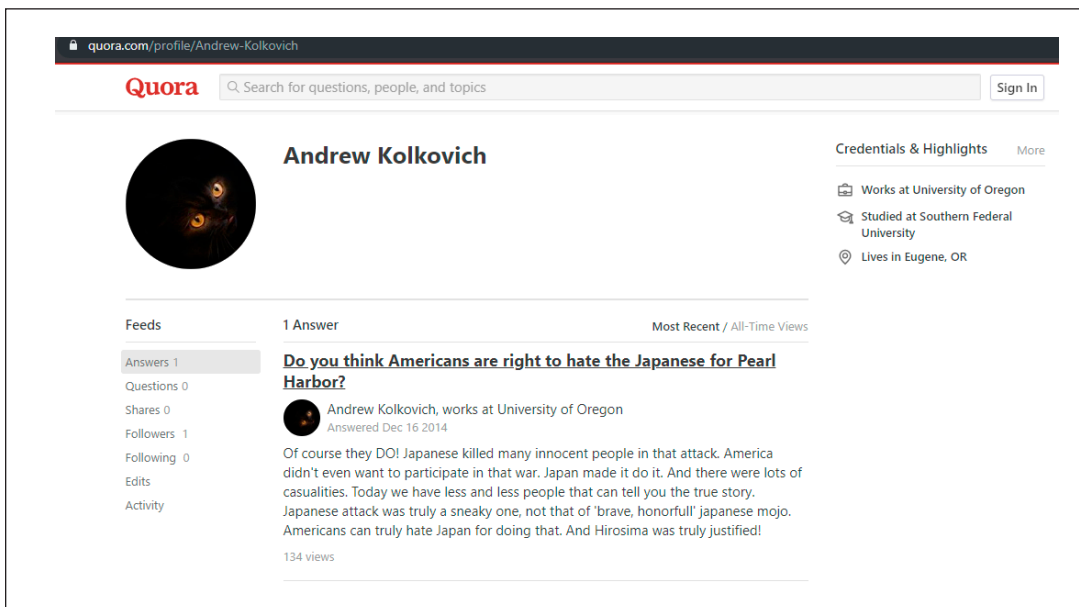 quora.com/profile/Andrew-Kolkovich
Quora
Search for questions, people, and topics
Sign In
Andrew Kolkovich
Credentials & Highlights
More
Works at University of Oregon
Studied at Southern Federal
University
Lives in Eugene, OR
Feeds
Answers 1
Questions 0
Shares 0
Followers 1
Following 0
Edits
Activity
1 Answer
Most Recent / All-Time Views
Do you think Americans are right to hate the Japanese for Pearl
Harbor?
Andrew Kolkovich, works at University of Oregon
Answered Dec 16 2014
Of course they DO! Japanese killed many innocent people in that attack. America
didn't even want to participate in that war. Japan made it do it. And there were lots of
casualities. Today we have less and less people that can tell you the true story.
Japanese attack was truly a sneaky one, not that of 'brave, honorfull' japanese mojo.
Americans can truly hate Japan for doing that. And Hirosima was truly justified!
134 views